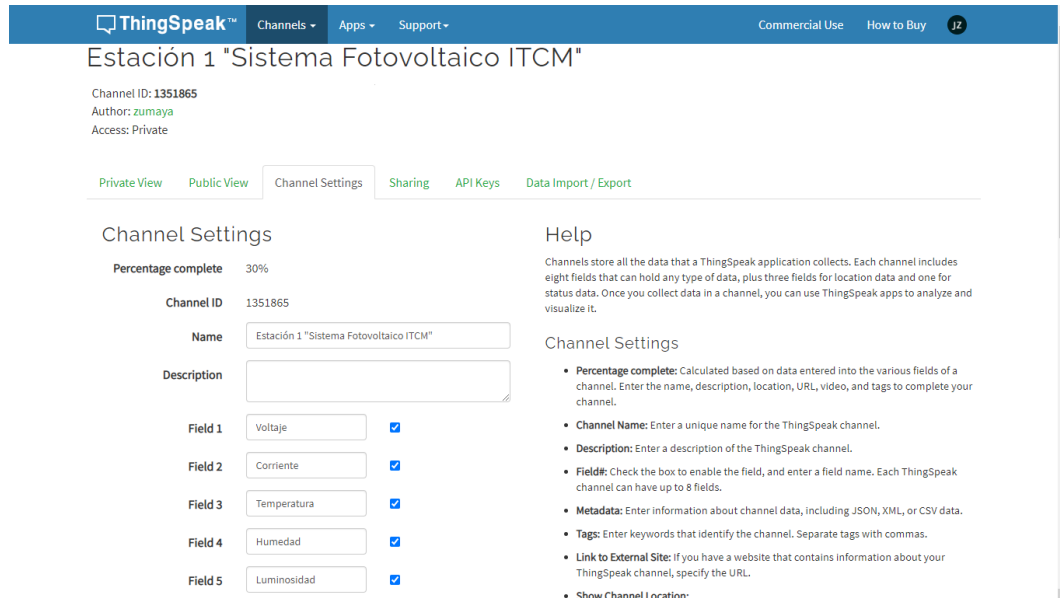 ThingSpeak™ Channels Apps Support Commercial Use How to Buy JZ
Estación 1 "Sistema Fotovoltaico ITCM"
Channel ID: 1351865
Author: zumaya
Access: Private
Private View Public View Channel Settings Sharing API Keys Data Import / Export
Channel Settings
Percentage complete 30%
Channel ID 1351865
Name Estación 1 "Sistema Fotovoltaico ITCM"
Description
Field 1 Voltaje
Field 2 Corriente
Field 3 Temperatura
Field 4 Humedad
Field 5 Luminosidad
Help
Channels store all the data that a ThingSpeak application collects. Each channel includes
eight fields that can hold any type of data, plus three fields for location data and one for
status data. Once you collect data in a channel, you can use ThingSpeak apps to analyze and
visualize it.
Channel Settings
• Percentage complete: Calculated based on data entered into the various fields of a
channel. Enter the name, description, location, URL, video, and tags to complete your
channel.
• Channel Name: Enter a unique name for the ThingSpeak channel.
• Description: Enter a description of the ThingSpeak channel.
• Field#: Check the box to enable the field, and enter a field name. Each ThingSpeak
channel can have up to 8 fields.
• Metadata: Enter information about channel data, including JSON, XML, or CSV data.
• Tags: Enter keywords that identify the channel. Separate tags with commas.
• Link to External Site: If you have a website that contains information about your
ThingSpeak channel, specify the URL.
• Show Channel Location: